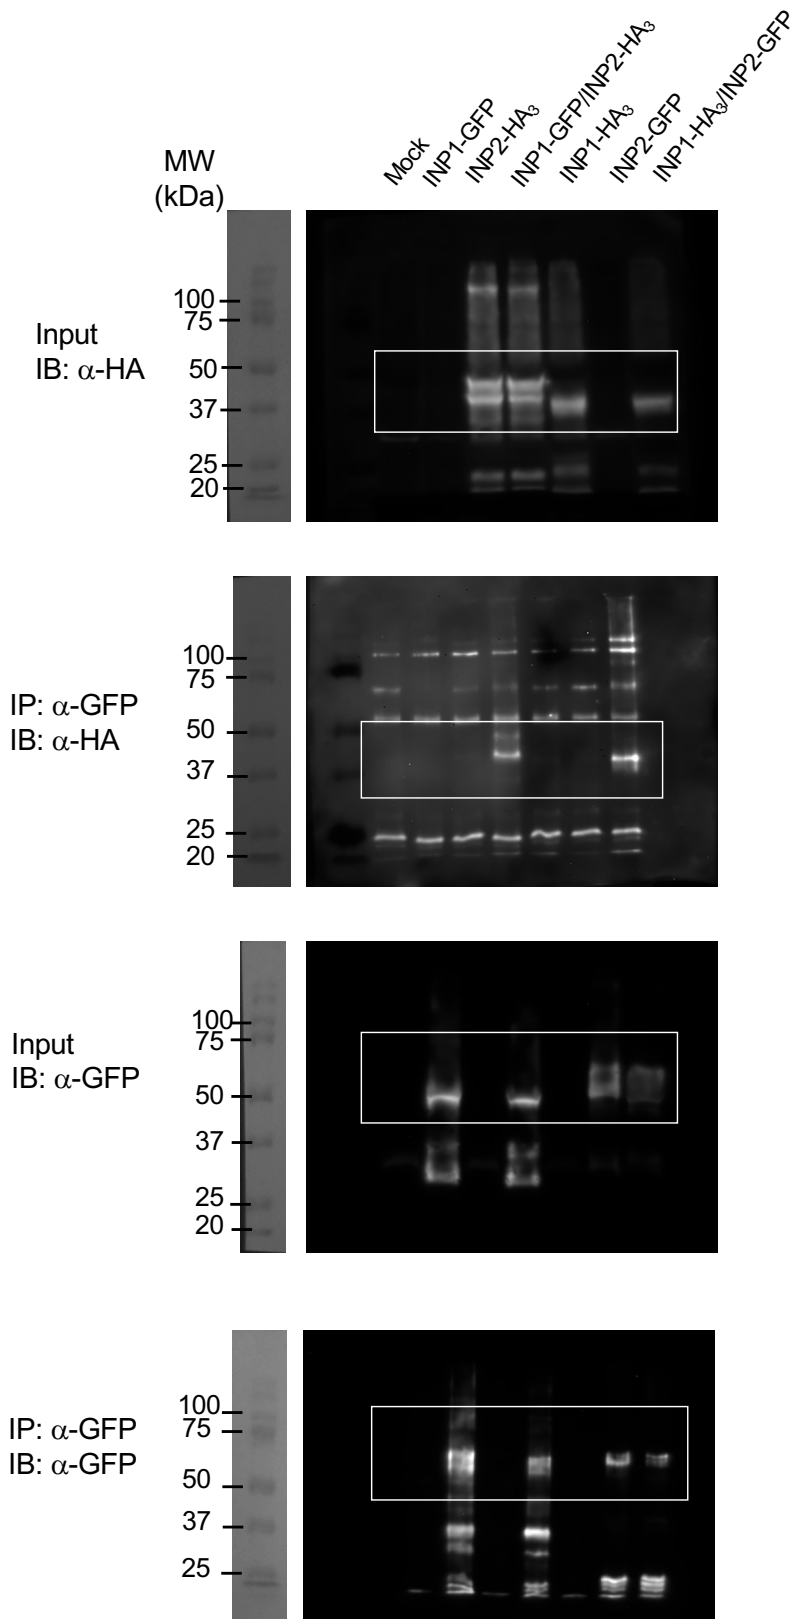 Mock
INP1-GFP
INP2-HA₃
INP1-GFP/INP2-HA₃
INP1-HA₃
INP2-GFP
INP1-HA₃/INP2-GFP
MW
(kDa)
Input
IB: α-HA
100
75
50
37
25
20
IP: α-GFP
IB: α-HA
100
75
50
37
25
20
Input
IB: α-GFP
100
75
50
37
25
20
IP: α-GFP
IB: α-GFP
100
75
50
37
25